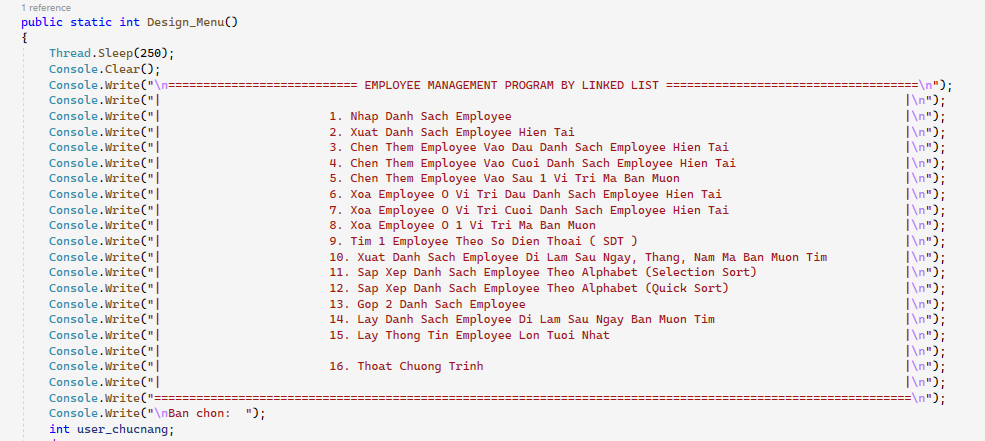 1 reference
public static int Design_Menu()
{
Thread.Sleep(250);
Console.Clear();
Console.Write("\n=========================== EMPLOYEE MANAGEMENT PROGRAM BY LINKED LIST ====================================\n");
Console.Write("| |\n");
Console.Write("| 1. Nhap Danh Sach Employee |\n");
Console.Write("| 2. Xuat Danh Sach Employee Hien Tai |\n");
Console.Write("| 3. Chen Them Employee Vao Dau Danh Sach Employee Hien Tai |\n");
Console.Write("| 4. Chen Them Employee Vao Cuoi Danh Sach Employee Hien Tai |\n");
Console.Write("| 5. Chen Them Employee Vao Sau 1 Vi Tri Ma Ban Muon |\n");
Console.Write("| 6. Xoa Employee O Vi Tri Dau Danh Sach Employee Hien Tai |\n");
Console.Write("| 7. Xoa Employee O Vi Tri Cuoi Danh Sach Employee Hien Tai |\n");
Console.Write("| 8. Xoa Employee O 1 Vi Tri Ma Ban Muon |\n");
Console.Write("| 9. Tim 1 Employee Theo So Dien Thoai ( SDT ) |\n");
Console.Write("| 10. Xuat Danh Sach Employee Di Lam Sau Ngay, Thang, Nam Ma Ban Muon Tim |\n");
Console.Write("| 11. Sap Xep Danh Sach Employee Theo Alphabet (Selection Sort) |\n");
Console.Write("| 12. Sap Xep Danh Sach Employee Theo Alphabet (Quick Sort) |\n");
Console.Write("| 13. Gop 2 Danh Sach Employee |\n");
Console.Write("| 14. Lay Danh Sach Employee Di Lam Sau Ngay Ban Muon Tim |\n");
Console.Write("| 15. Lay Thong Tin Employee Lon Tuoi Nhat |\n");
Console.Write("| |\n");
Console.Write("| 16. Thoat Chuong Trinh |\n");
Console.Write("| |\n");
Console.Write("============================================================================================================\n");
Console.Write("\nBan chon:  ");
int user_chucnang;